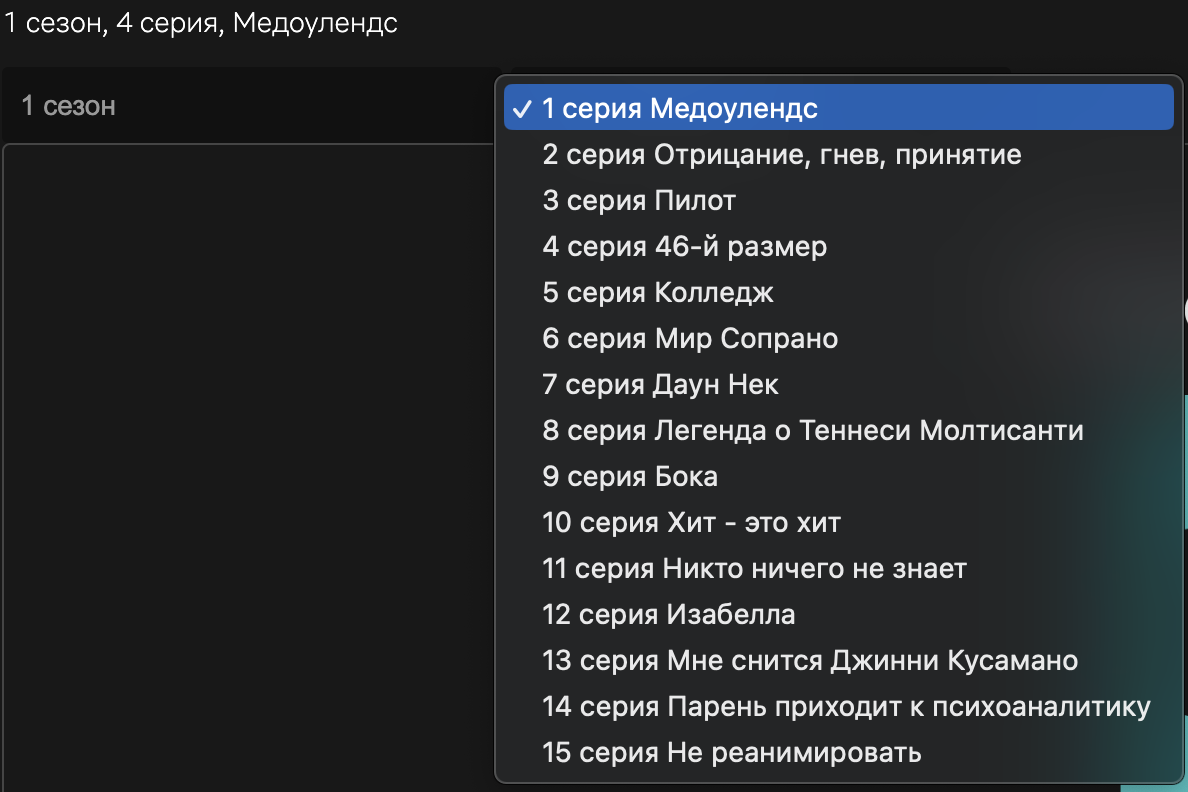 1 сезон, 4 серия, Медоулендс
1 сезон
✓ 1 серия Медоулендс
2 серия Отрицание, гнев, принятие
3 серия Пилот
4 серия 46-й размер
5 серия Колледж
6 серия Мир Сопрано
7 серия Даун Нек
8 серия Легенда о Теннеси Молтисанти
9 серия Бока
10 серия Хит - это хит
11 серия Никто ничего не знает
12 серия Изабелла
13 серия Мне снится Джинни Кусамано
14 серия Парень приходит к психоаналитику
15 серия Не реанимировать